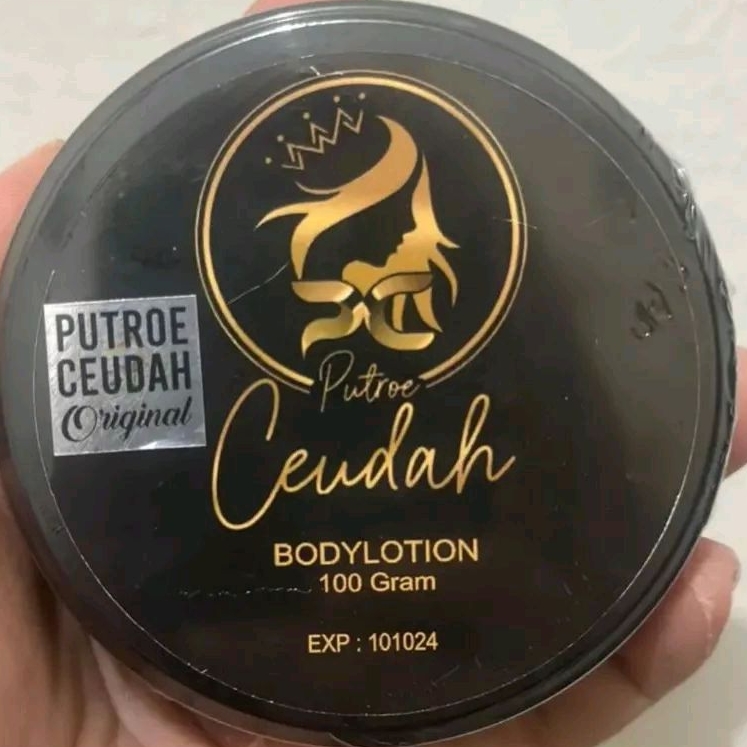 PUTROE
CEUDAH
Original
Putroe
Ceudah
BODYLOTION
100 Gram
EXP : 101024